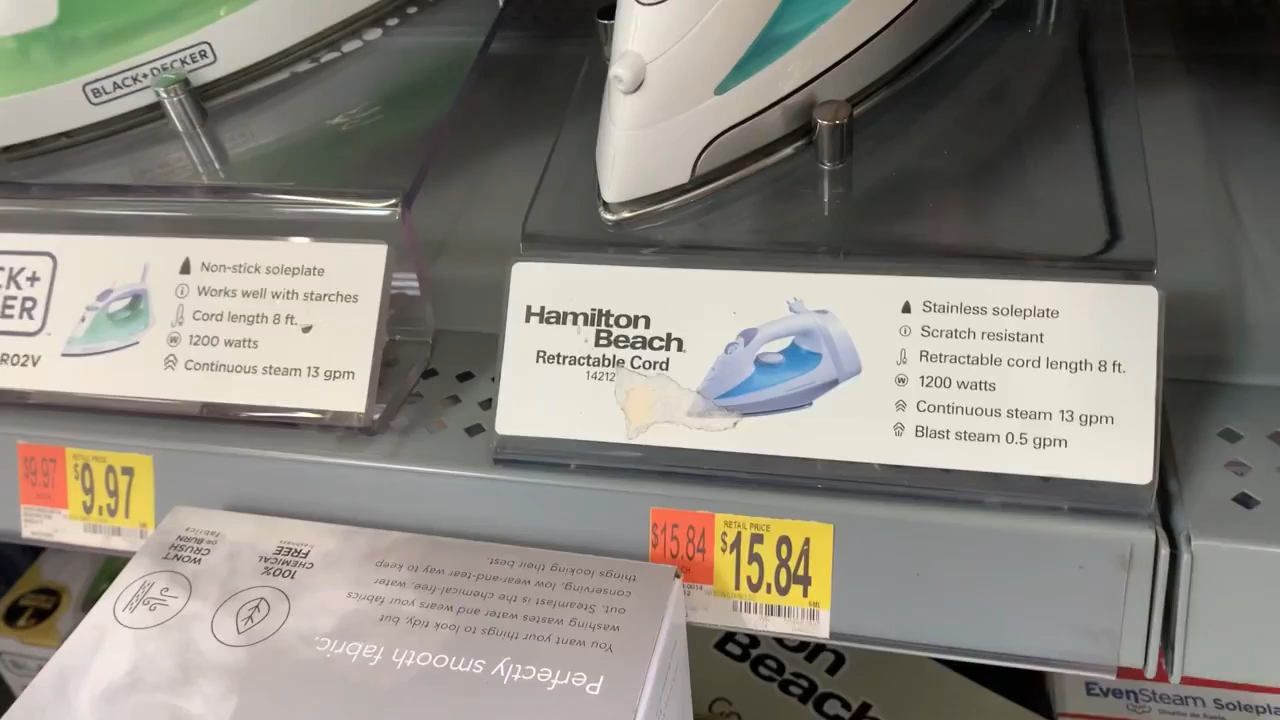 BLACK+DECKER
CK+
ER
R02V
Non-stick soleplate
Works well with starches
Cord length 8 ft.
1200 watts
Continuous steam 13 gpm
Hamilton
Beach
Retractable Cord
14212
Stainless soleplate
Scratch resistant
Retractable cord length 8 ft.
1200 watts
Continuous steam 13 gpm
Blast steam 0.5 gpm
$9.97
RETAIL PRICE
$9.97
$15.84
RETAIL PRICE
$15.84
Perfectly smooth fabric.
You want your things to look tidy, but
washing wastes water and wears your fabrics
out. Steamfast is the chemical-free, water
conserving, low wear-and-tear way to keep
things looking their best.
100%
CHEMICAL
FREE
freshness
WON'T
CRUSH
OR BURN
fabrics
on
Beach
Co
EvenSteam Solepla